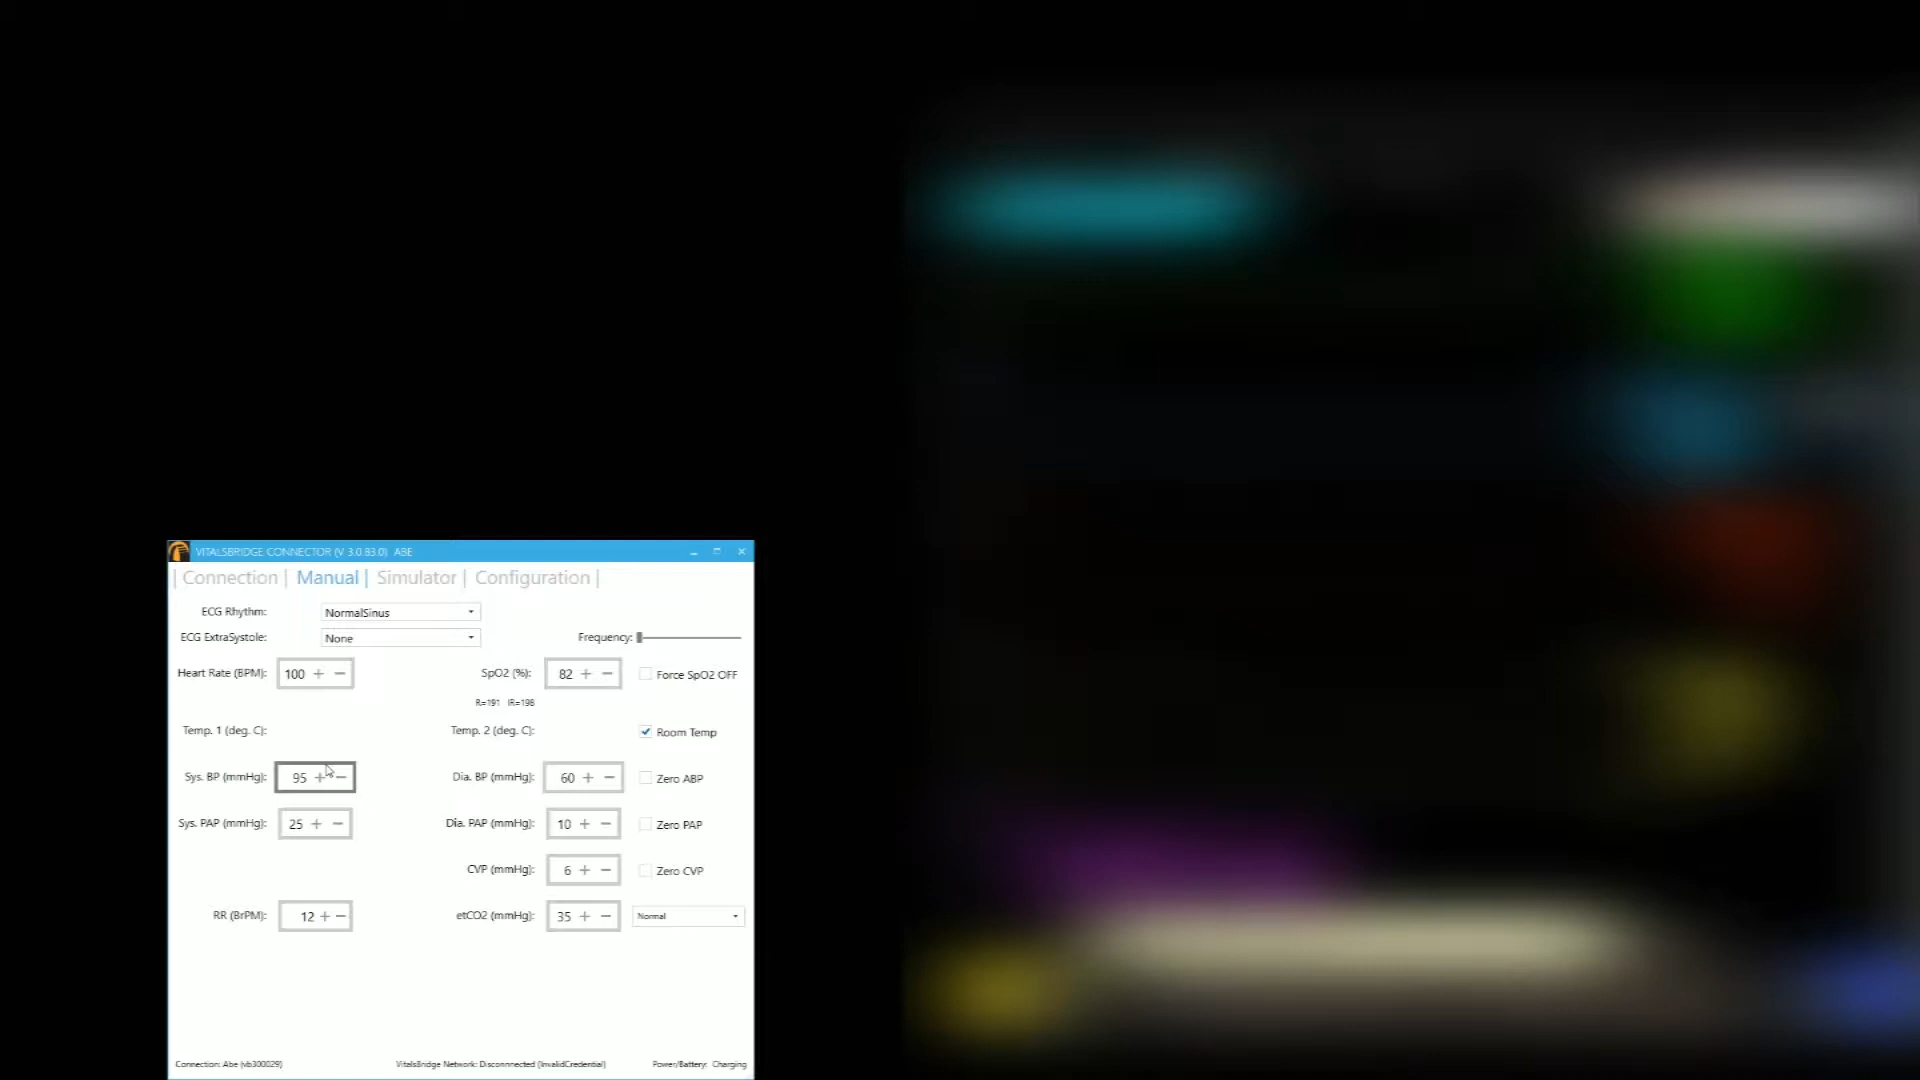 VITALSBRIDGE CONNECTOR (V 3.0.83.0) ABE
| Connection | Manual | Simulator | Configuration |
ECG Rhythm: NormalSinus
ECG ExtraSystole: None Frequency:
Heart Rate (BPM): 100 + − SpO2 (%): 82 + − Force SpO2 OFF
R=191 IR=198
Temp. 1 (deg. C): Temp. 2 (deg. C): Room Temp
Sys. BP (mmHg): 95 + − Dia. BP (mmHg): 60 + − Zero ABP
Sys. PAP (mmHg): 25 + − Dia. PAP (mmHg): 10 + − Zero PAP
CVP (mmHg): 6 + − Zero CVP
RR (BrPM): 12 + − etCO2 (mmHg): 35 + − Normal
Connection: Abe (vb300029) VitalsBridge Network: Disconnnected (InvalidCredential) Power/Battery: Charging